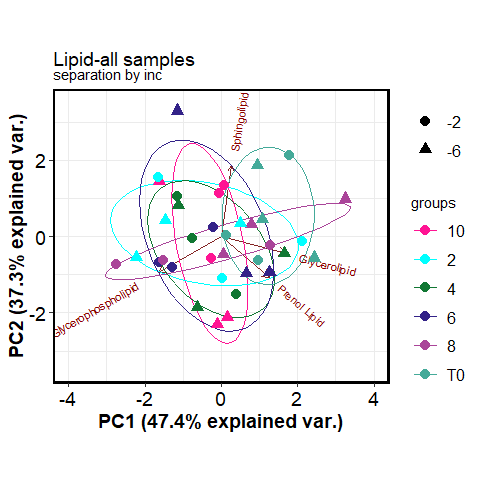 Lipid-all samples
separation by inc
PC2 (37.3% explained var.)
2
0
-2
Sphingolipid
Glycerolipid
Prenol Lipid
Glycerophospholipid
-4
-2
0
2
4
PC1 (47.4% explained var.)
-2
-6
groups
10
2
4
6
8
T0